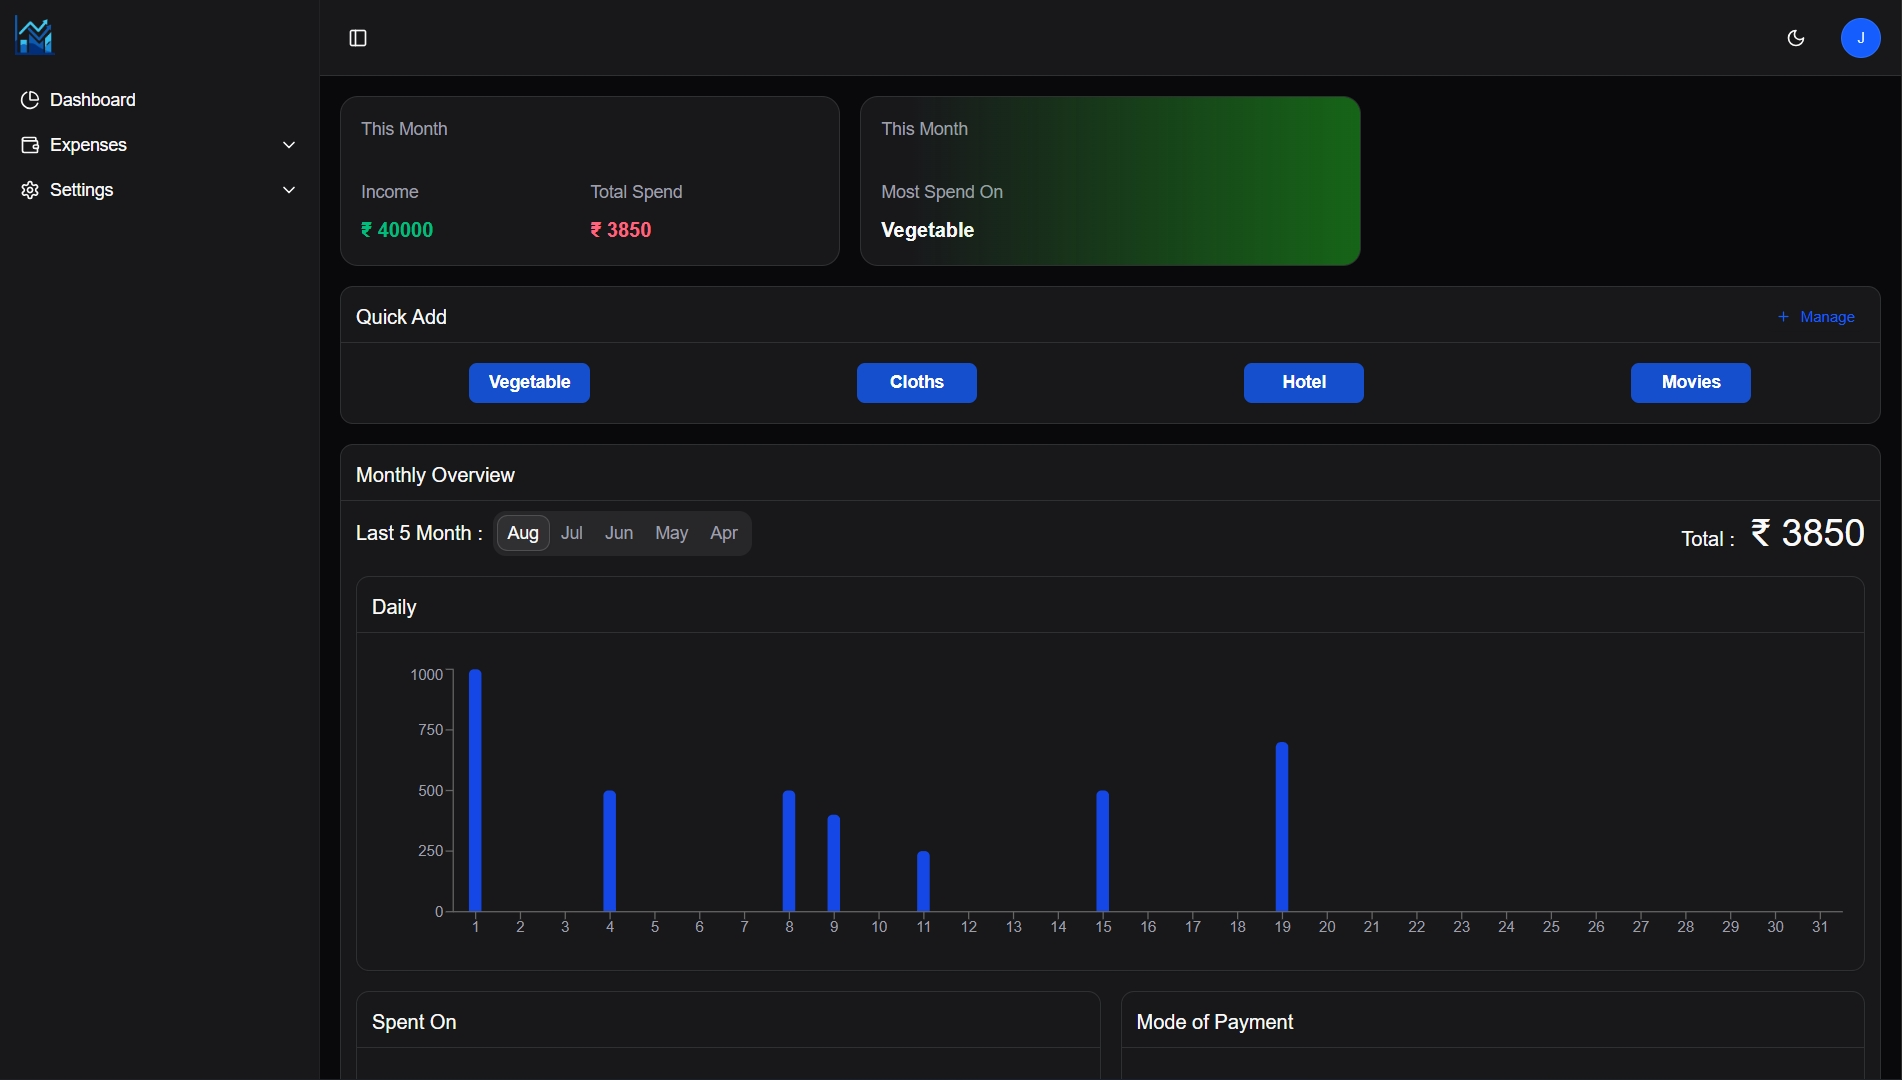 J
Dashboard
Expenses
Settings
This Month
Income
Total Spend
₹ 40000
₹ 3850
This Month
Most Spend On
Vegetable
Quick Add
+ Manage
Vegetable
Cloths
Hotel
Movies
Monthly Overview
Last 5 Month : Aug Jul Jun May Apr
Total : ₹ 3850
Daily
1000
750
500
250
0
1 2 3 4 5 6 7 8 9 10 11 12 13 14 15 16 17 18 19 20 21 22 23 24 25 26 27 28 29 30 31
Spent On
Mode of Payment